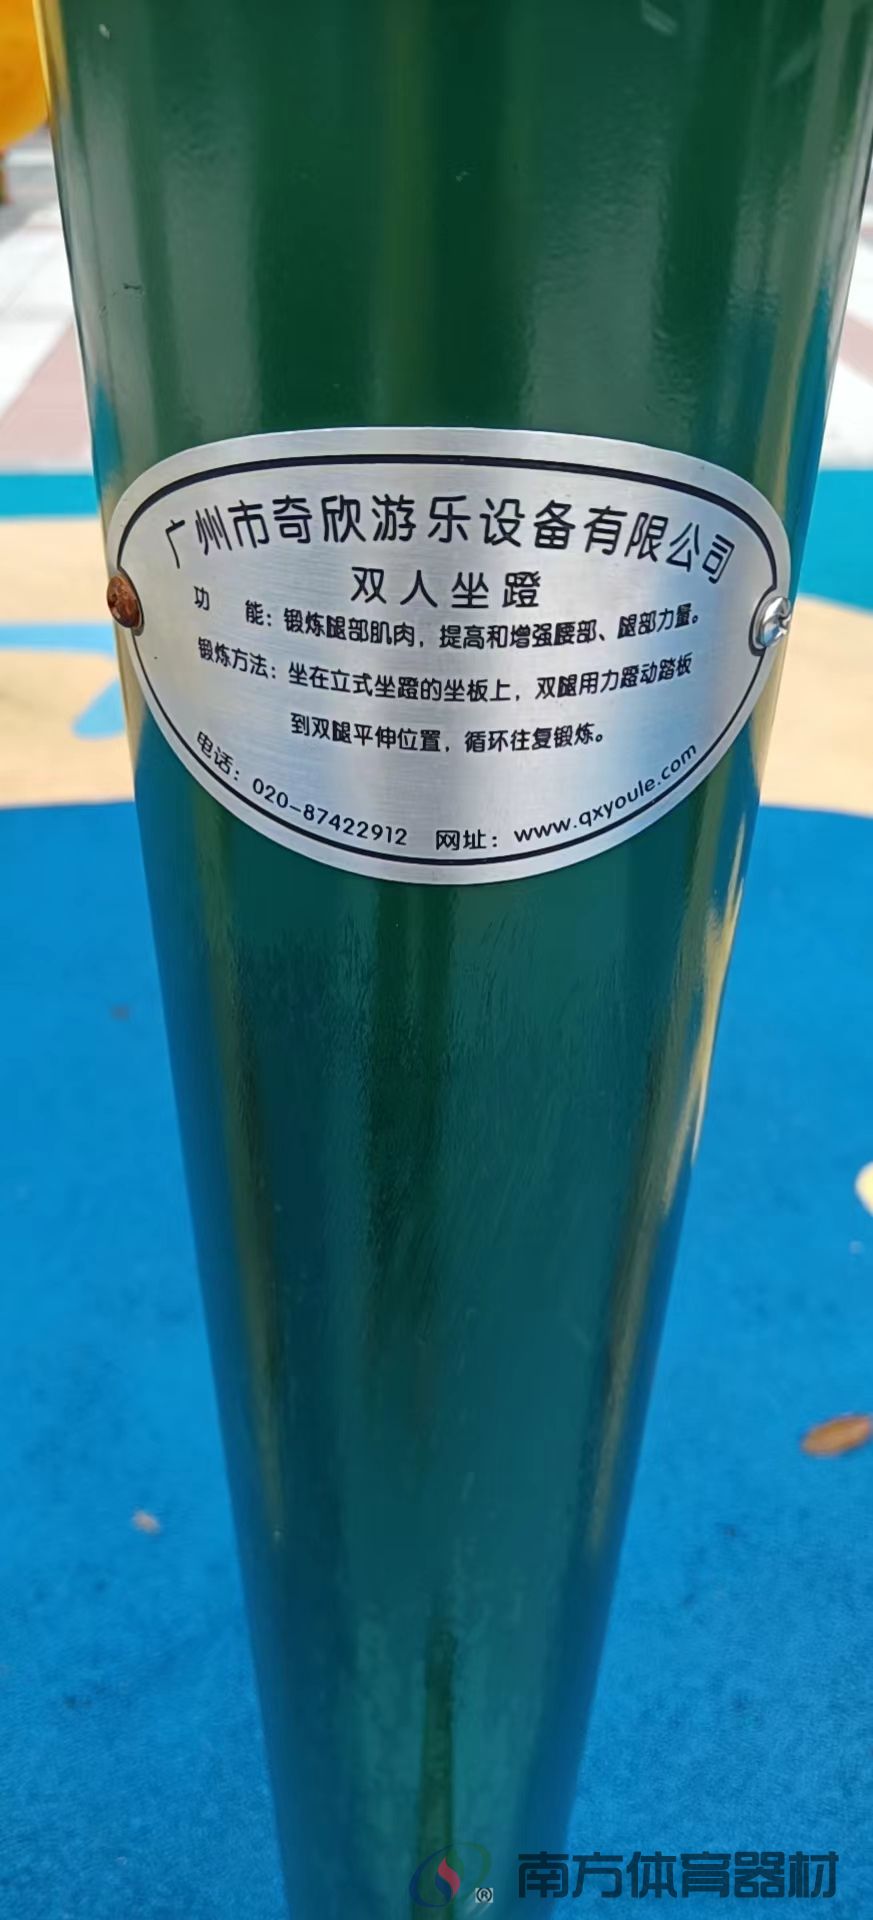 广州市奇欣游乐设备有限公司
双人坐蹬
功 能：锻炼腿部肌肉，提高和增强腰部、腿部力量。
锻炼方法：坐在立式坐蹬的坐板上，双腿用力蹬动踏板
到双腿平伸位置，循环往复锻炼。
电话：020-87422912 网址：www.qxyoule.com
® 南方体育器材